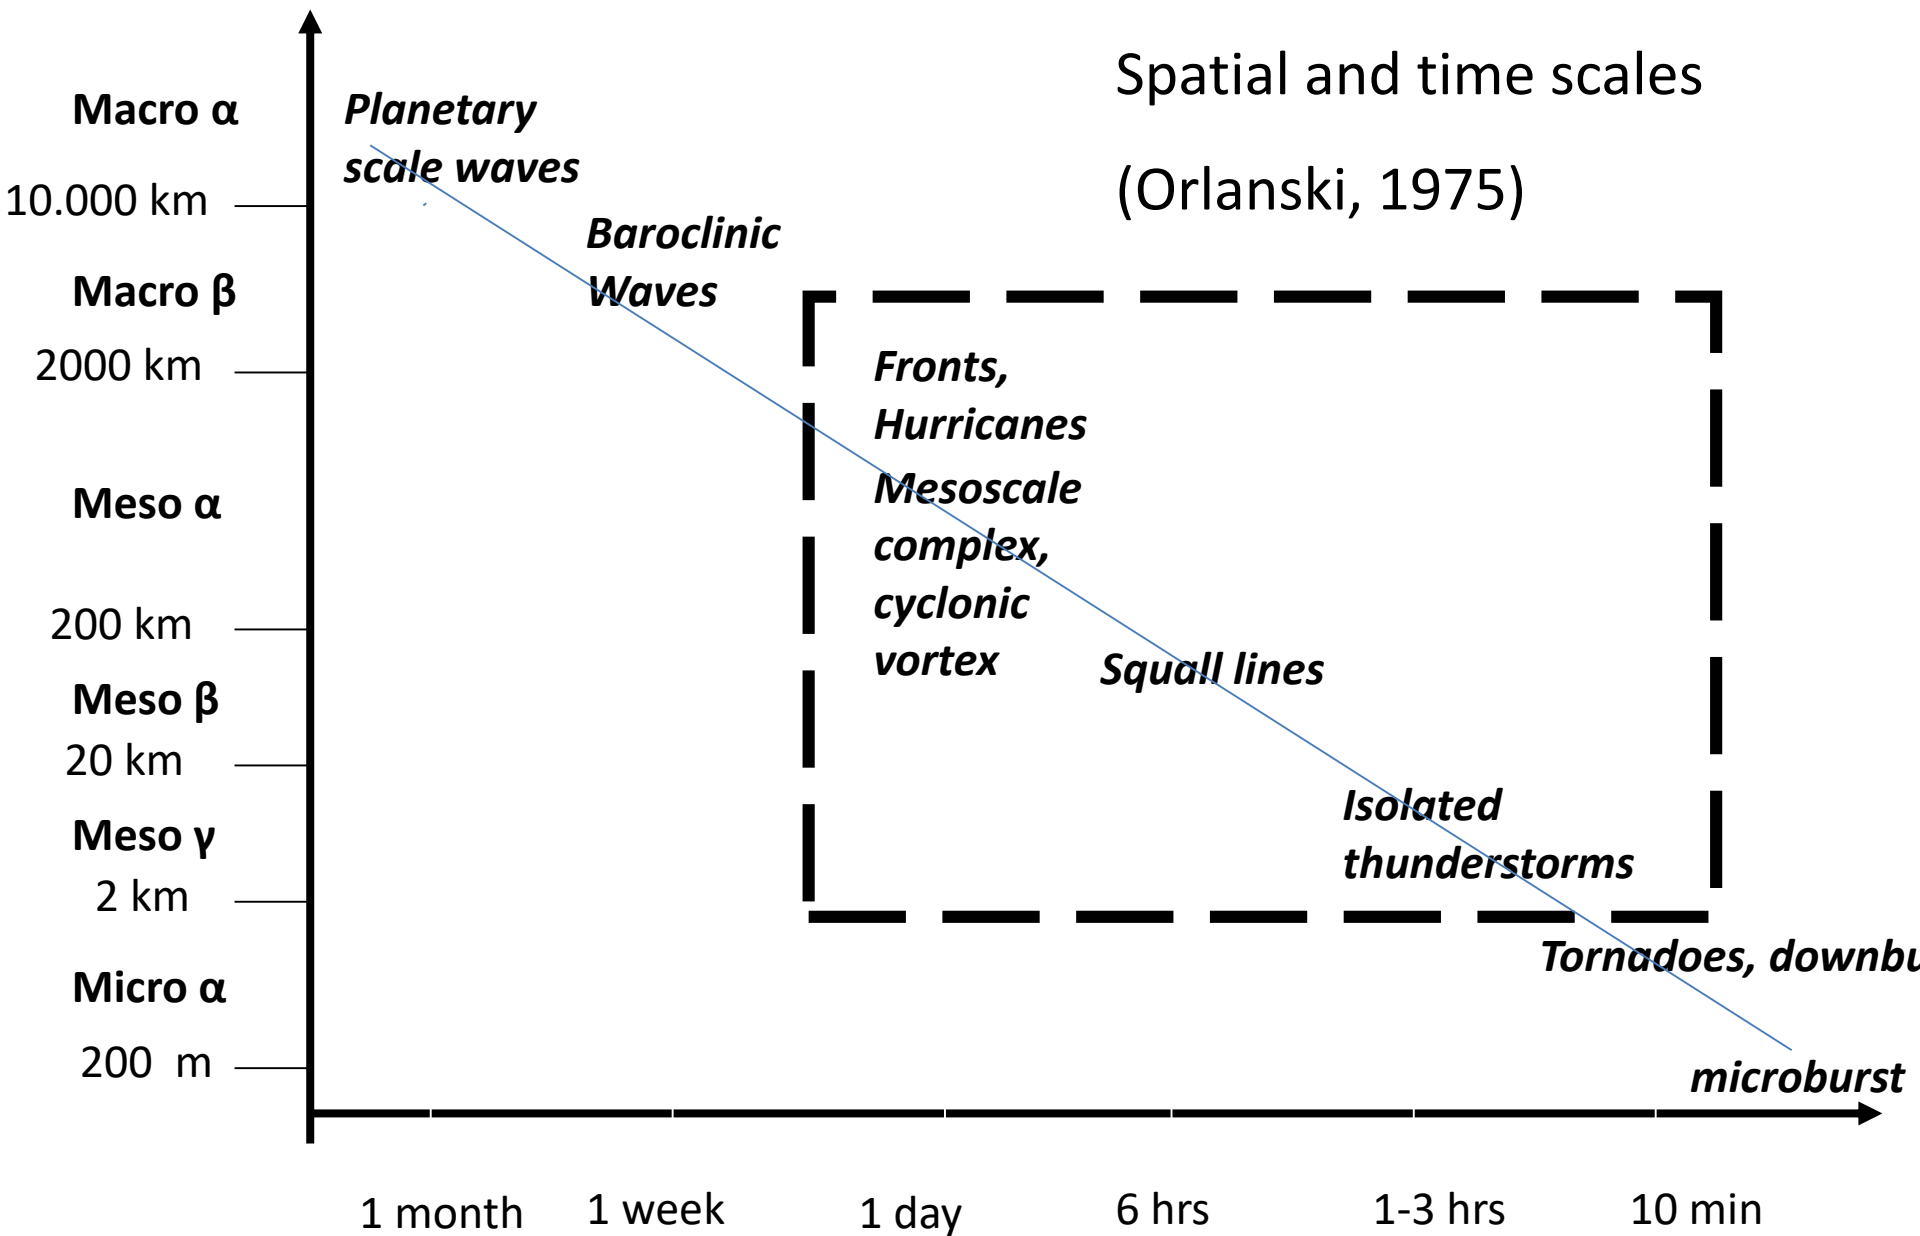 Spatial and time scales
(Orlanski, 1975)
Macro α
10.000 km
Macro β
2000 km
Meso α
200 km
Meso β
20 km
Meso γ
2 km
Micro α
200 m
Planetary
scale waves
Baroclinic
Waves
Fronts,
Hurricanes
Mesoscale
complex,
cyclonic
vortex
Squall lines
Isolated
thunderstorms
Tornadoes,
microburst
1 month
1 week
1 day
6 hrs
1-3 hrs
10 min